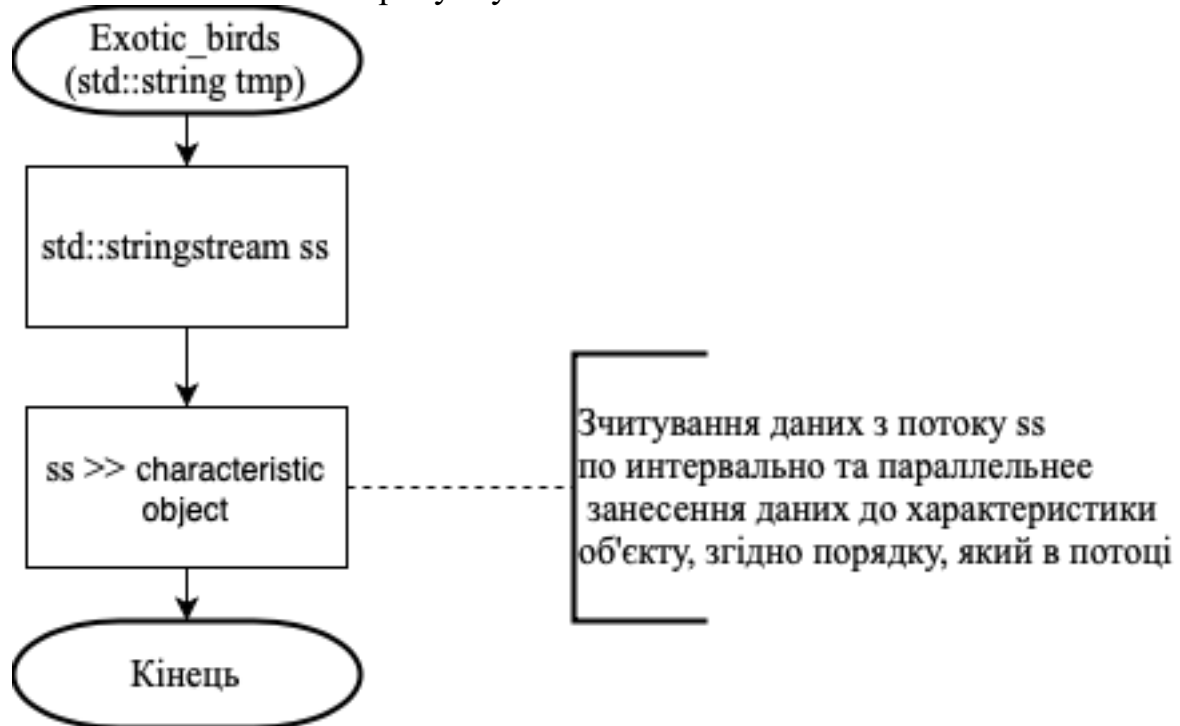 Exotic_birds
(std::string tmp)
std::stringstream ss
ss >> characteristic
object
Зчитування даних з потоку ss
по интервально та параллельнее
занесення даних до характеристики
об'єкту, згідно порядку, який в потоці
Кінець